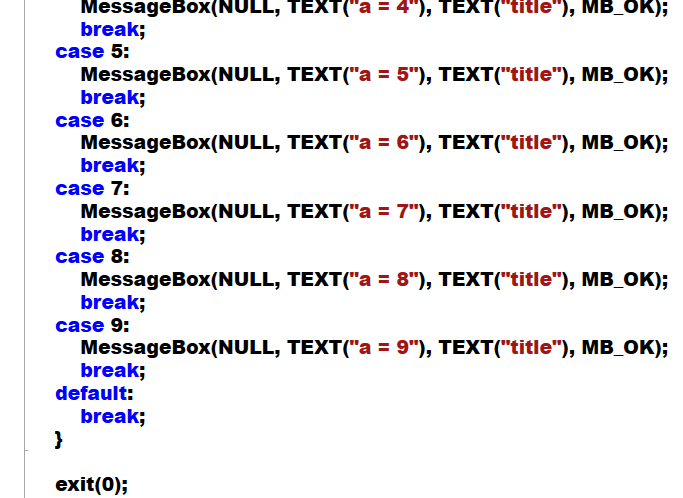 MessageBox(NULL, TEXT("a = 4"), TEXT("title"), MB_OK);
break;
case 5:
MessageBox(NULL, TEXT("a = 5"), TEXT("title"), MB_OK);
break;
case 6:
MessageBox(NULL, TEXT("a = 6"), TEXT("title"), MB_OK);
break;
case 7:
MessageBox(NULL, TEXT("a = 7"), TEXT("title"), MB_OK);
break;
case 8:
MessageBox(NULL, TEXT("a = 8"), TEXT("title"), MB_OK);
break;
case 9:
MessageBox(NULL, TEXT("a = 9"), TEXT("title"), MB_OK);
break;
default:
break;
}
exit(0);